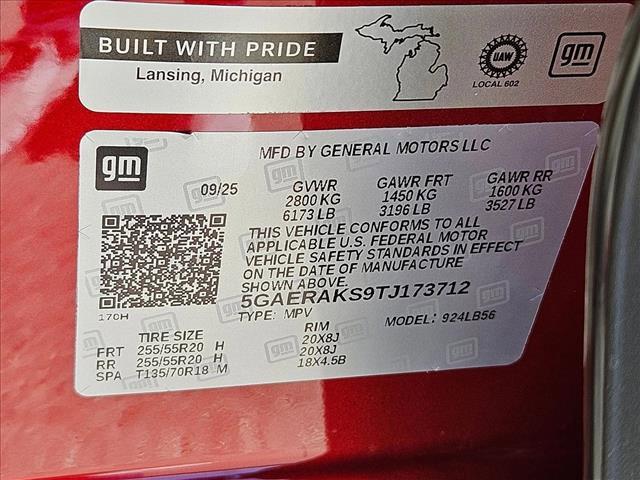 BUILT WITH PRIDE
Lansing, Michigan
UAW
LOCAL 602
gm
gm
MFD BY GENERAL MOTORS LLC
09/25 GVWR GAWR FRT GAWR RR
2800 KG 1450 KG 1600 KG
6173 LB 3196 LB 3527 LB
THIS VEHICLE CONFORMS TO ALL
APPLICABLE U.S. FEDERAL MOTOR
VEHICLE SAFETY STANDARDS IN EFFECT
ON THE DATE OF MANUFACTURE
SHOWN ABOVE.
5GAERAKS9TJ173712
170H
TYPE: MPV MODEL: 924LB56
TIRE SIZE RIM
FRT 255/55R20 H 20X8J
RR 255/55R20 H 20X8J
SPA T135/70R18 M 18X4.5B